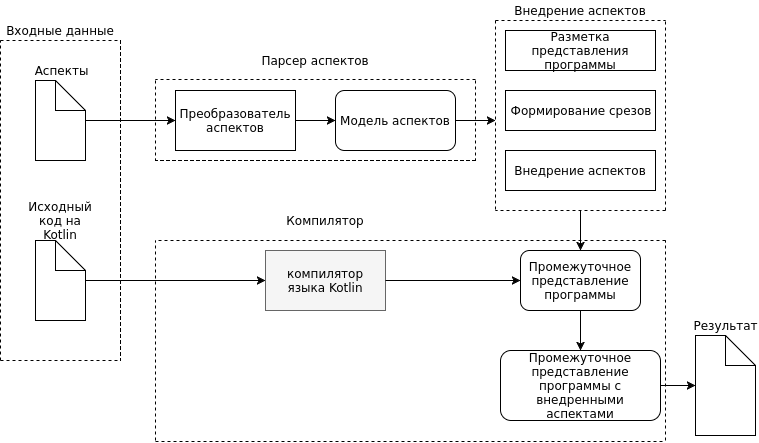 Входные данные
Аспекты
Исходный
код на
Kotlin
Парсер аспектов
Преобразователь
аспектов
Модель аспектов
Внедрение аспектов
Разметка
представления
программы
Формирование срезов
Внедрение аспектов
Компилятор
компилятор
языка Kotlin
Промежуточное
представление
программы
Промежуточное
представление
программы с
внедренными
аспектами
Результат